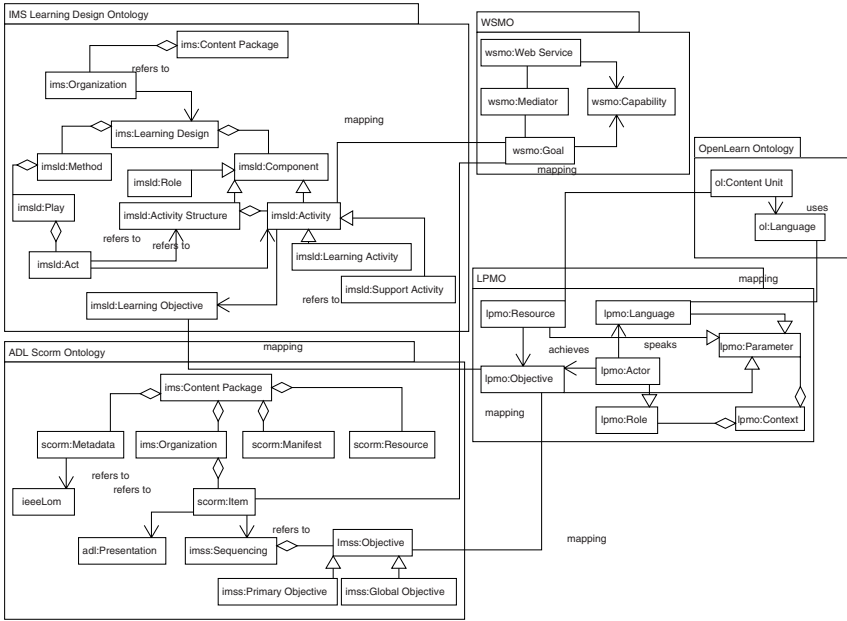 IMS Learning Design Ontology
ims:Content Package
refers to
ims:Organization
ims:Learning Design
imsld:Method
imsld:Component
imsld:Role
imsld:Play
imsld:Activity Structure
imsld:Activity
refers to
refers to
imsld:Act
imsld:Learning Activity
imsld:Support Activity
refers to
imsld:Learning Objective
mapping
WSMO
wsmo:Web Service
wsmo:Mediator
wsmo:Capability
wsmo:Goal
mapping
OpenLearn Ontology
ol:Content Unit
uses
ol:Language
mapping
LPMO
lpmo:Resource
lpmo:Language
achieves
speaks
lpmo:Parameter
lpmo:Objective
lpmo:Actor
mapping
lpmo:Role
lpmo:Context
mapping
ADL Scorm Ontology
ims:Content Package
scorm:Metadata
ims:Organization
scorm:Manifest
scorm:Resource
refers to
refers to
ieeeLom
scorm:Item
refers to
adl:Presentation
imss:Sequencing
Imss:Objective
imss:Primary Objective
imss:Global Objective
mapping